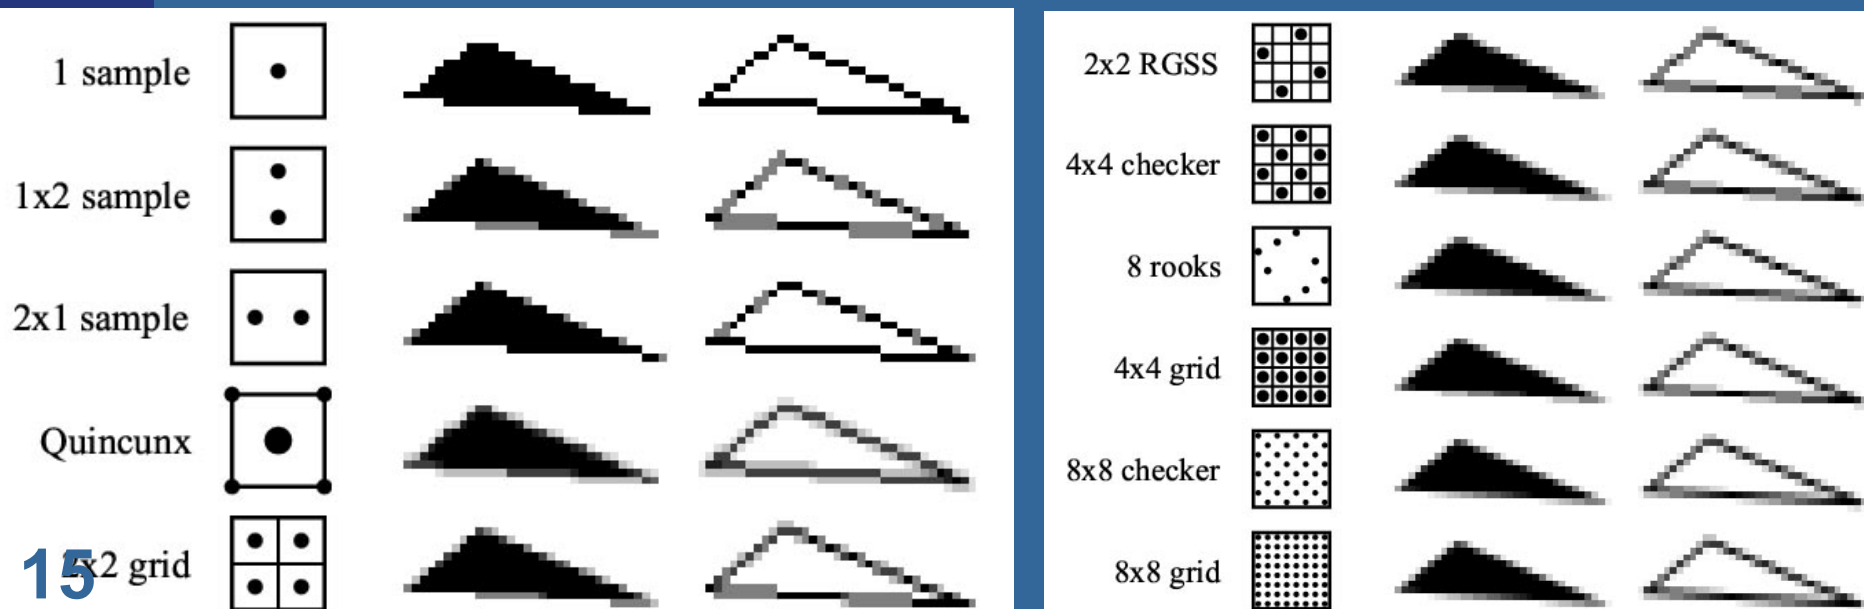 1 sample
1x2 sample
2x1 sample
Quincunx
2x2 grid
15
2x2 RGSS
4x4 checker
8 rooks
4x4 grid
8x8 checker
8x8 grid